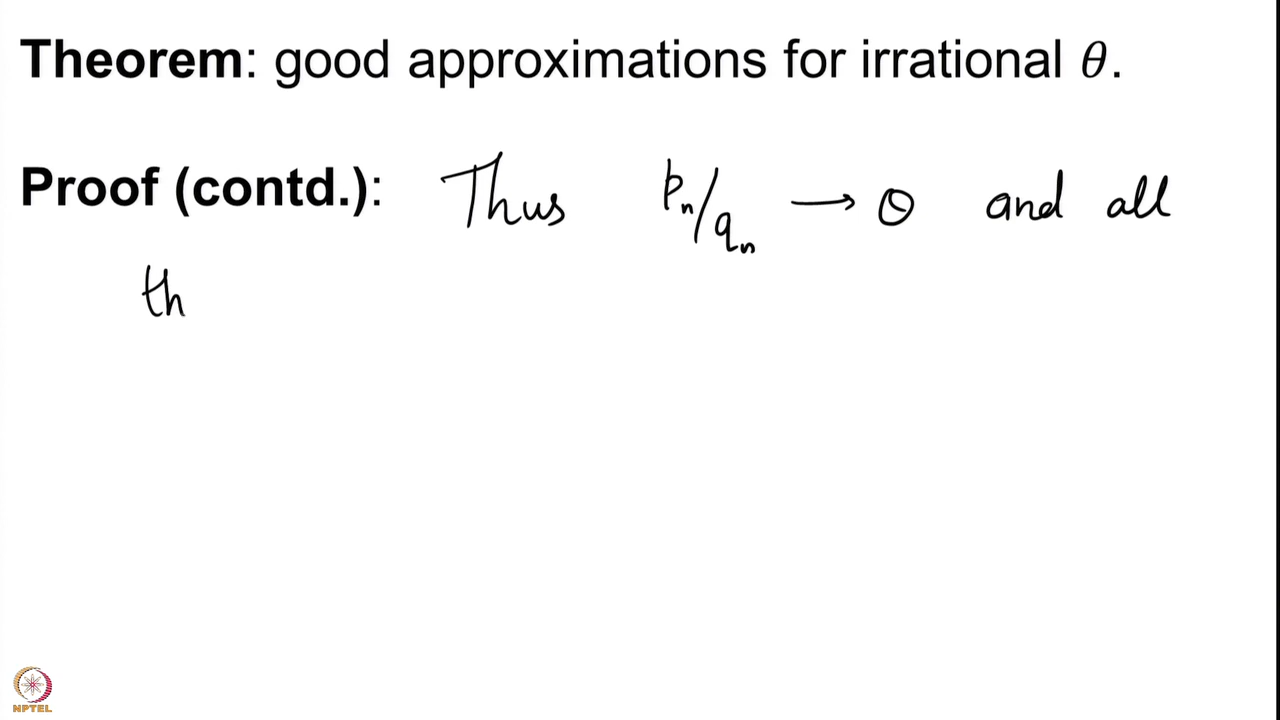 Theorem: good approximations for irrational θ.
Proof (contd.): Thus pₙ/qₙ → θ and all
th
NPTEL